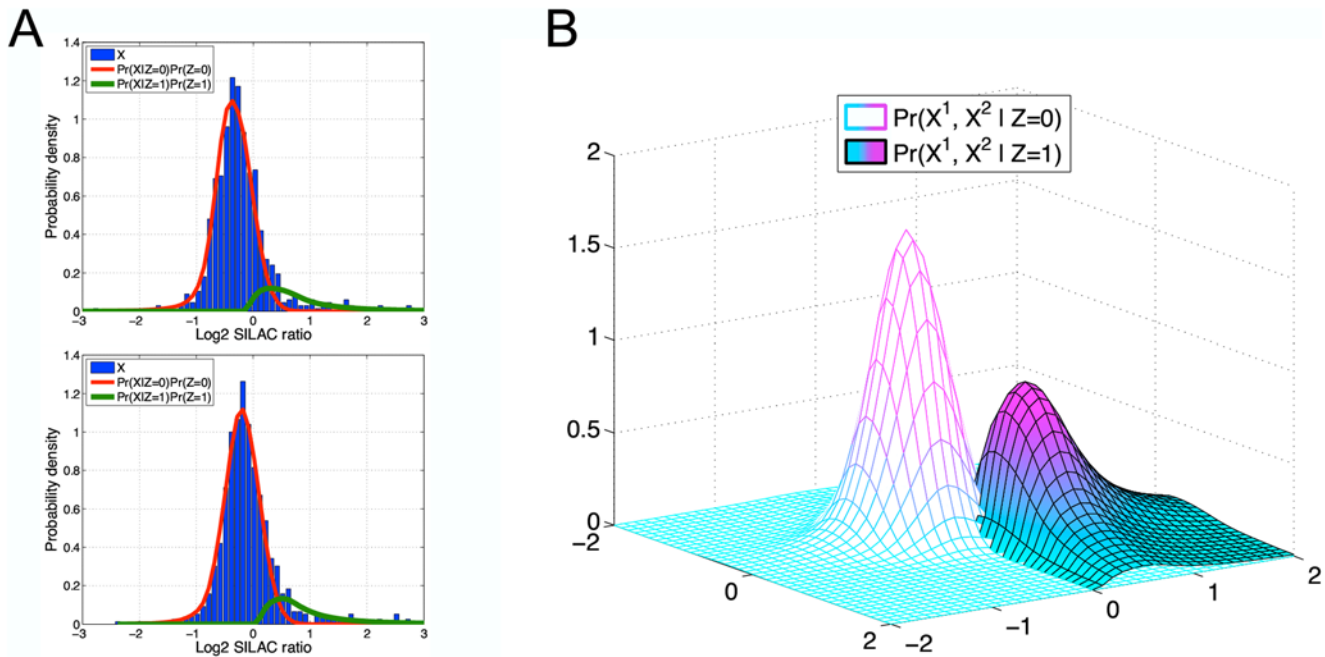 A
1.4
1.2
1
0.8
0.6
0.4
0.2
0
Probability density
X
Pr(X|Z=0)Pr(Z=0)
Pr(X|Z=1)Pr(Z=1)
−3 −2 −1 0 1 2 3
Log2 SILAC ratio
1.4
1.2
1
0.8
0.6
0.4
0.2
0
Probability density
X
Pr(X|Z=0)Pr(Z=0)
Pr(X|Z=1)Pr(Z=1)
−3 −2 −1 0 1 2 3
Log2 SILAC ratio
B
Pr(X¹, X² | Z=0)
Pr(X¹, X² | Z=1)
2
1.5
1
0.5
0
−2
0
2
−2
−1
0
1
2